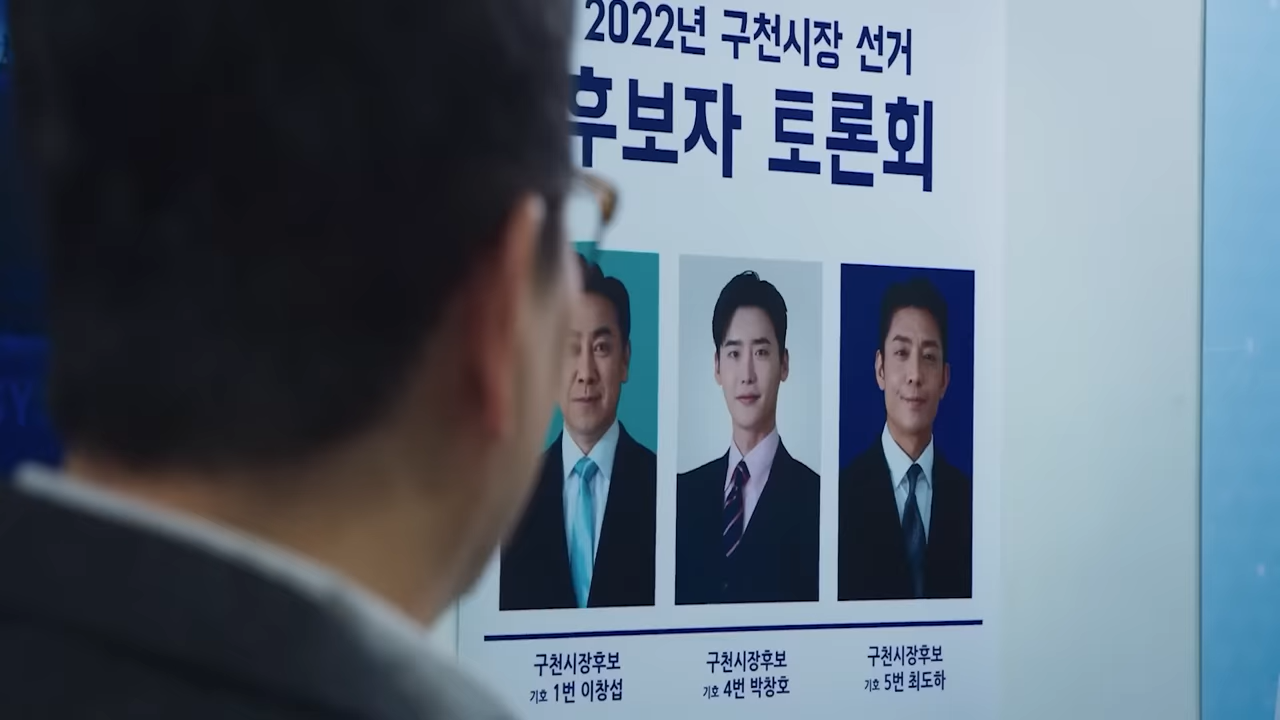 2022년 구천시장 선거
후보자 토론회
구천시장후보
기호 1번 이창섭
구천시장후보
기호 4번 박창호
구천시장후보
기호 5번 최도하